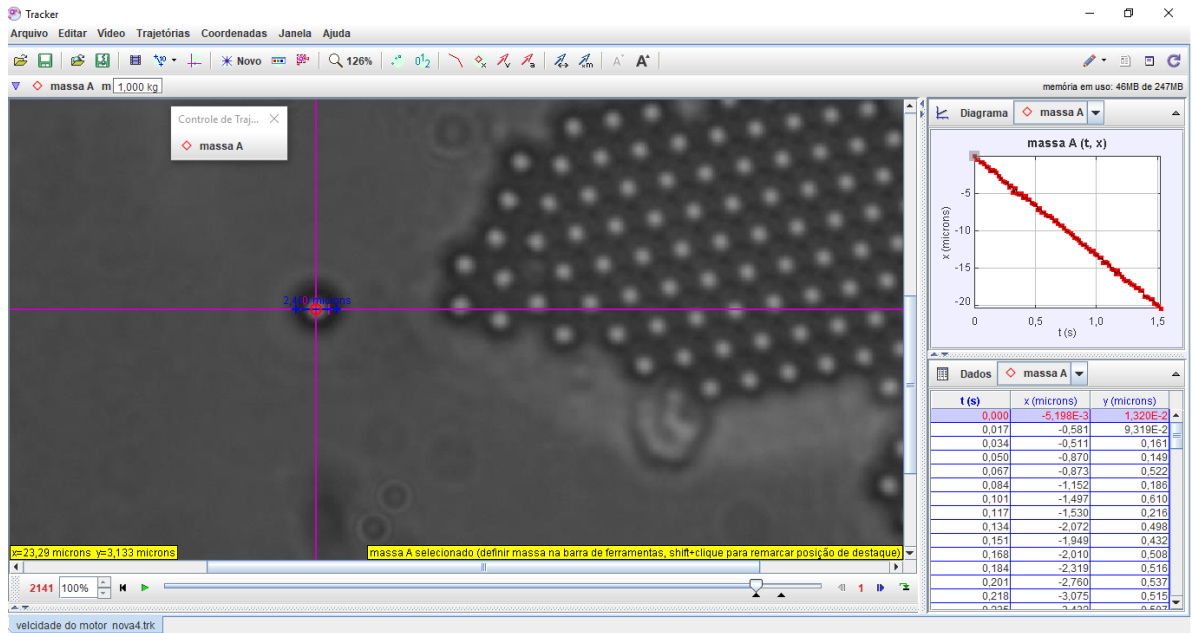 Tracker
Arquivo Editar Vídeo Trajetórias Coordenadas Janela Ajuda
Novo 126%
massa A m 1,000 kg
memória em uso: 46MB de 247MB
Controle de Traj...
massa A
2,400 microns
x=23,29 microns y=3,133 microns
massa A selecionado (definir massa na barra de ferramentas, shift+clique para remarcar posição de destaque)
2141 100%
1
velcidade do motor nova4.trk
Diagrama massa A
massa A (t, x)
x (microns)
-5
-10
-15
-20
0 0,5 1,0 1,5
t (s)
Dados massa A
t (s) x (microns) y (microns)
0,000 -5,198E-3 1,320E-2
0,017 -0,581 9,319E-2
0,034 -0,511 0,161
0,050 -0,870 0,149
0,067 -0,873 0,522
0,084 -1,152 0,186
0,101 -1,497 0,610
0,117 -1,530 0,216
0,134 -2,072 0,498
0,151 -1,949 0,432
0,168 -2,010 0,508
0,184 -2,319 0,516
0,201 -2,760 0,537
0,218 -3,075 0,515